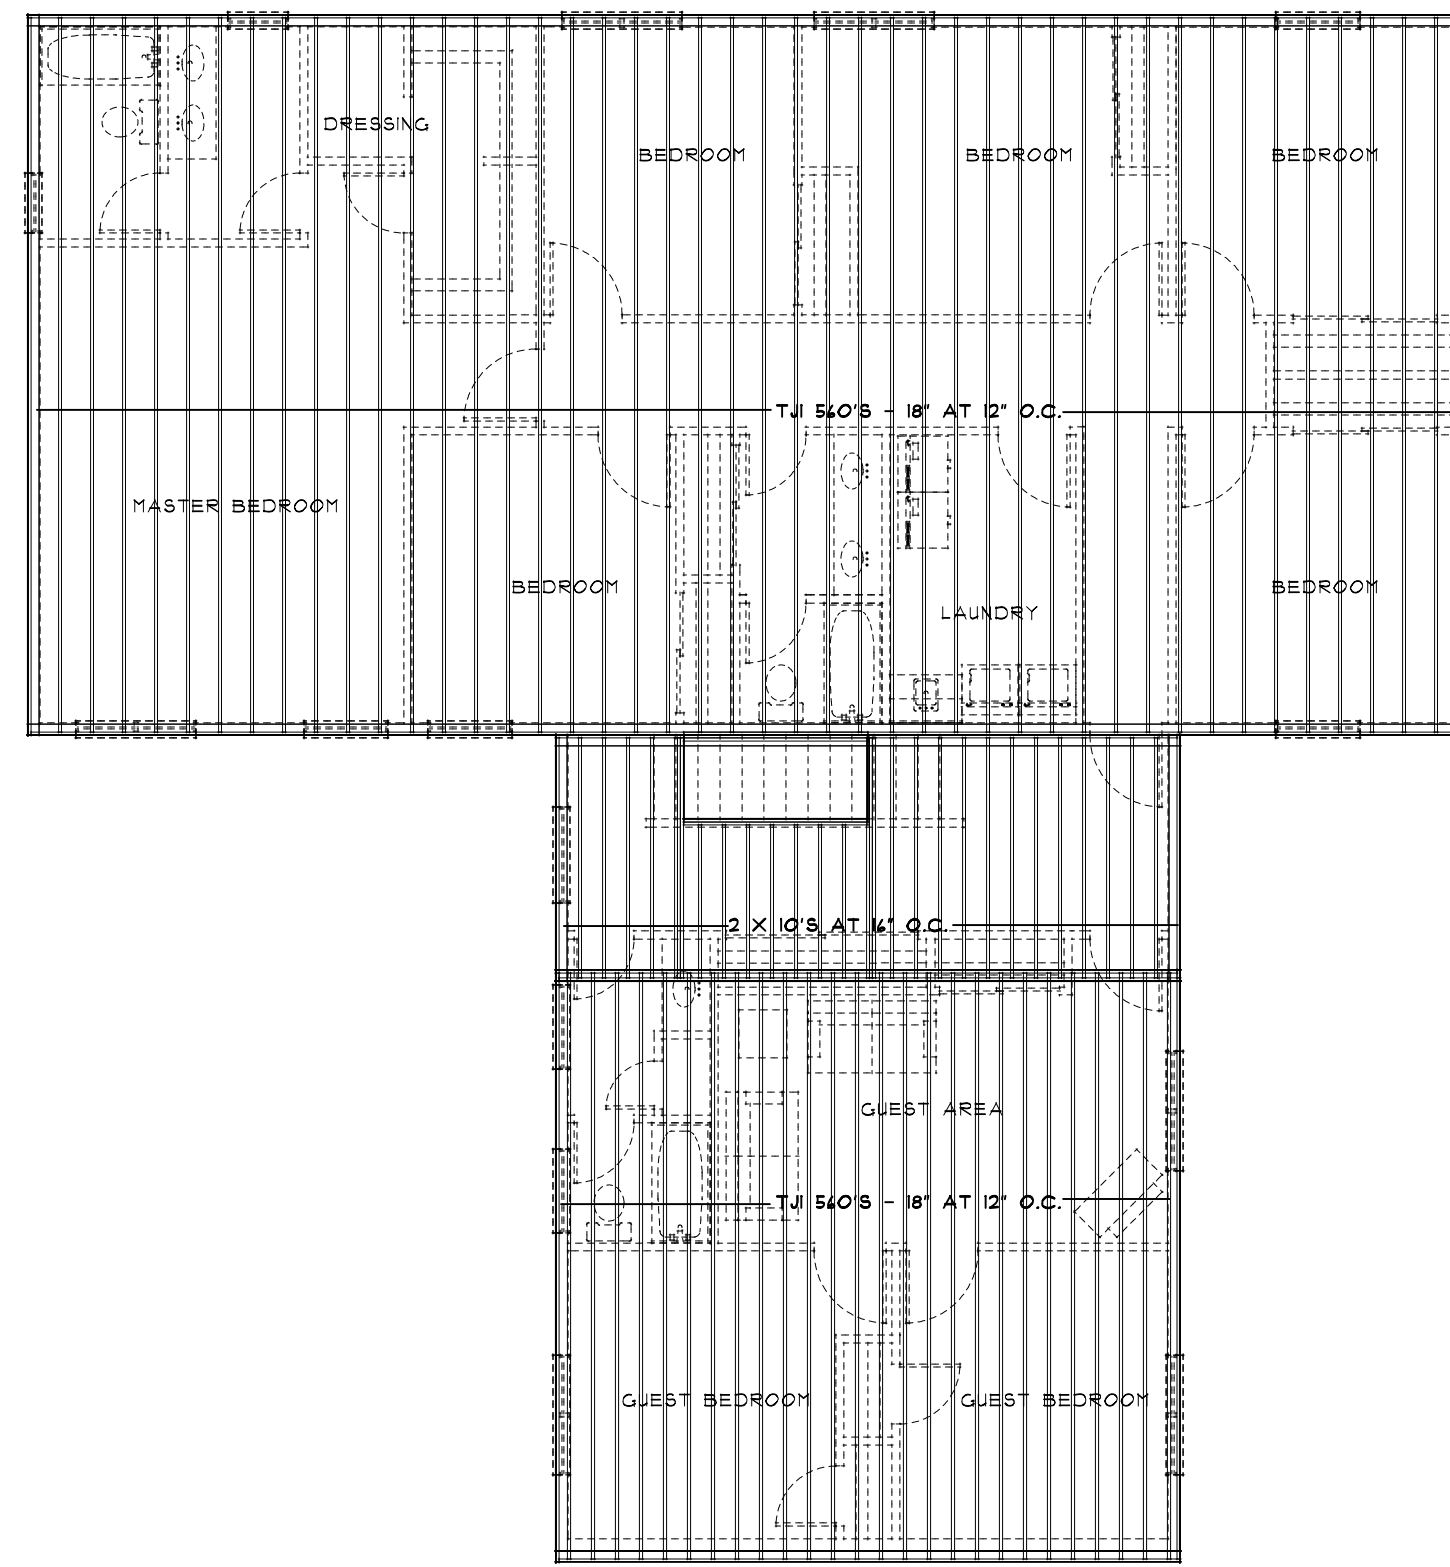 DRESSING
BEDROOM
BEDROOM
BEDROOM
TJI 560'S - 18" AT 12" O.C.
MASTER BEDROOM
BEDROOM
BEDROOM
LAUNDRY
2 X 10'S AT 16" O.C.
GUEST AREA
TJI 560'S - 18" AT 12" O.C.
GUEST BEDROOM
GUEST BEDROOM